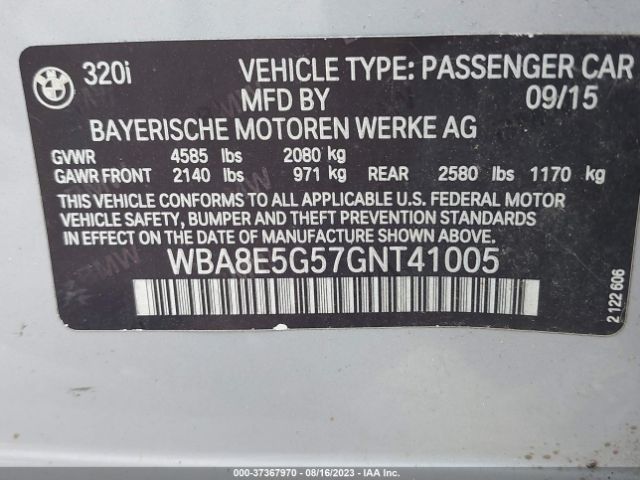 BMW
320i VEHICLE TYPE: PASSENGER CAR
MFD BY 09/15
BAYERISCHE MOTOREN WERKE AG
GVWR 4585 lbs 2080 kg
GAWR FRONT 2140 lbs 971 kg REAR 2580 lbs 1170 kg
THIS VEHICLE CONFORMS TO ALL APPLICABLE U.S. FEDERAL MOTOR
VEHICLE SAFETY, BUMPER AND THEFT PREVENTION STANDARDS
IN EFFECT ON THE DATE OF MANUFACTURE SHOWN ABOVE.
WBA8E5G57GNT41005
2 122 606
000-37367970 - 08/16/2023 - IAAI.COM